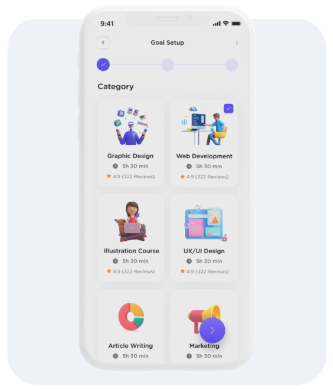 9:41
Goal Setup
Category
Graphic Design
5h 30 min
4.9 (322 Reviews)
Web Development
5h 30 min
4.9 (322 Reviews)
Illustration Course
5h 30 min
4.9 (322 Reviews)
UX/UI Design
5h 30 min
4.9 (322 Reviews)
Article Writing
5h 30 min
Marketing
5h 30 min